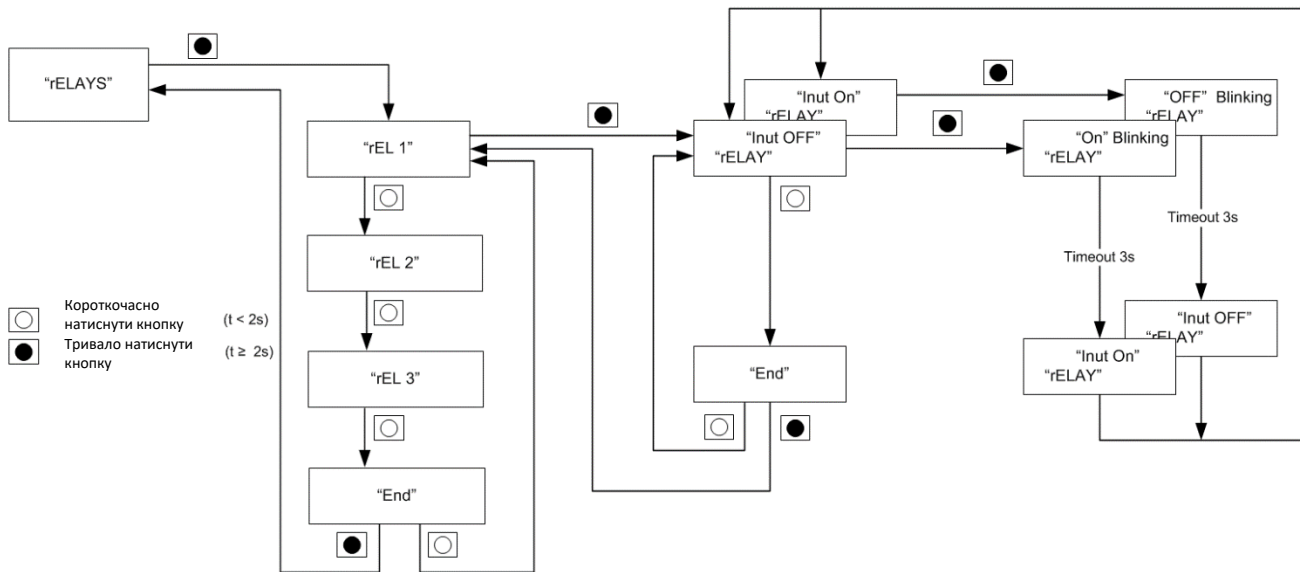 “rELAYS”
“rEL 1”
“rEL 2”
“rEL 3”
“End”
Короткочасно
натиснути кнопку (t < 2s)
Тривало натиснути (t ≥ 2s)
кнопку
“Inut On”
“rELAY”
“Inut OFF”
“rELAY”
“End”
“OFF” Blinking
“rELAY”
“On” Blinking
“rELAY”
Timeout 3s
Timeout 3s
“Inut OFF”
“rELAY”
“Inut On”
“rELAY”